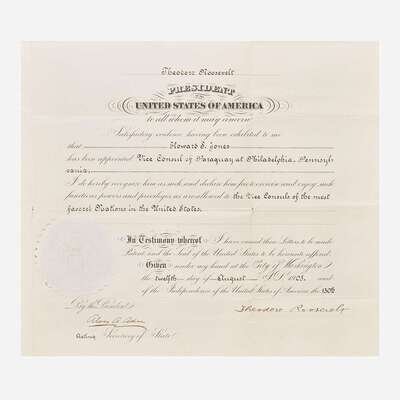 Theodore Roosevelt
PRESIDENT
OF THE
UNITED STATES OF AMERICA
to all whom it may concern
Satisfactory evidence having been exhibited to me
that Howard E. Jones
has been appointed Vice Consul of Paraguay at Philadelphia, Pennsyl-
vania,
I do hereby recognize him as such and declare him free to exercise and enjoy such
functions powers and privileges as are allowed to the Vice Consuls of the most
favored Nations in the United States.
In Testimony whereof I have caused these Letters to be made
Patent and the Seal of the United States to be hereunto affixed.
Given under my hand at the City of Washington
the twelfth day of August A.D. 1905, and
of the Independence of the United States of America, the 130th
By the President
Theodore Roosevelt
Alvey A. Adee
Acting Secretary of State